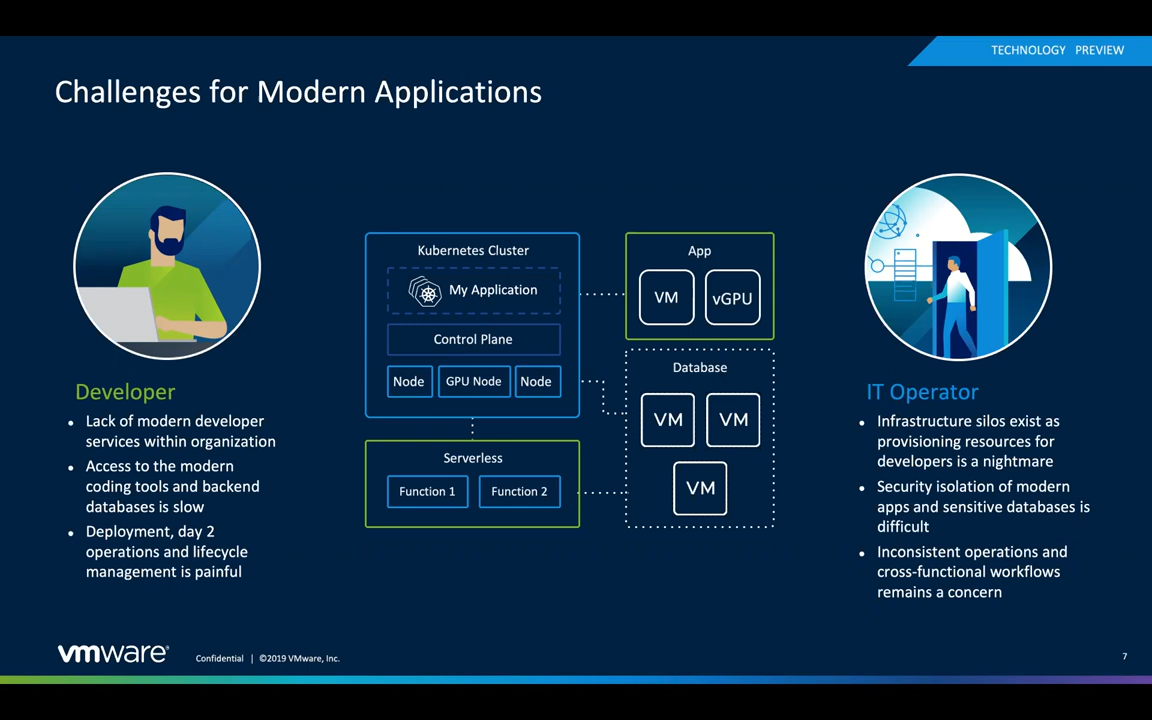 TECHNOLOGY PREVIEW
Challenges for Modern Applications
Developer
• Lack of modern developer
services within organization
• Access to the modern
coding tools and backend
databases is slow
• Deployment, day 2
operations and lifecycle
management is painful
Kubernetes Cluster
My Application
Control Plane
Node
GPU Node
Node
Serverless
Function 1
Function 2
App
VM
vGPU
Database
VM
VM
VM
IT Operator
• Infrastructure silos exist as
provisioning resources for
developers is a nightmare
• Security isolation of modern
apps and sensitive databases is
difficult
• Inconsistent operations and
cross-functional workflows
remains a concern
vmware®
Confidential | ©2019 VMware, Inc.
7